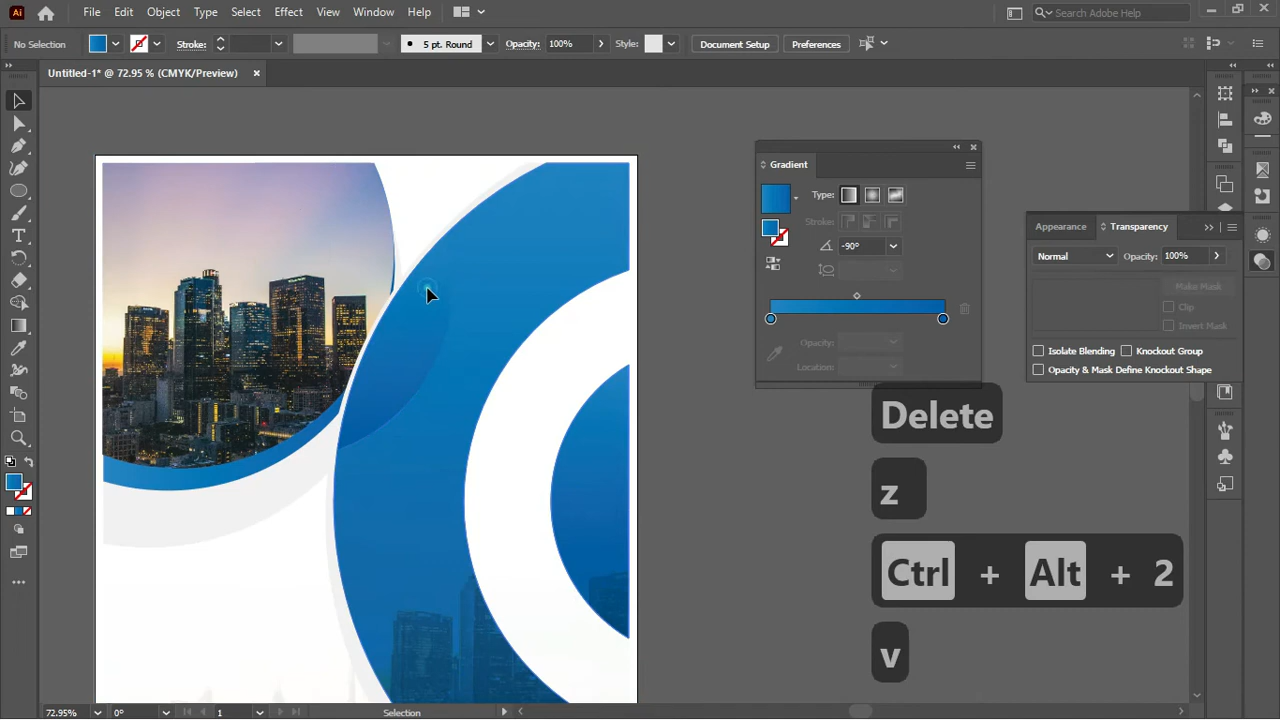 Ai File Edit Object Type Select Effect View Window Help Search Adobe Help
No Selection Stroke: 5 pt. Round Opacity: 100% Style: Document Setup Preferences
Untitled-1* @ 72.95 % (CMYK/Preview) ×
Gradient
Type:
Stroke:
-90°
Opacity:
Location:
Appearance Transparency
Normal Opacity: 100%
Make Mask
Clip
Invert Mask
Isolate Blending Knockout Group
Opacity & Mask Define Knockout Shape
Delete
z
Ctrl + Alt + 2
v
72.95% 0° 1 Selection